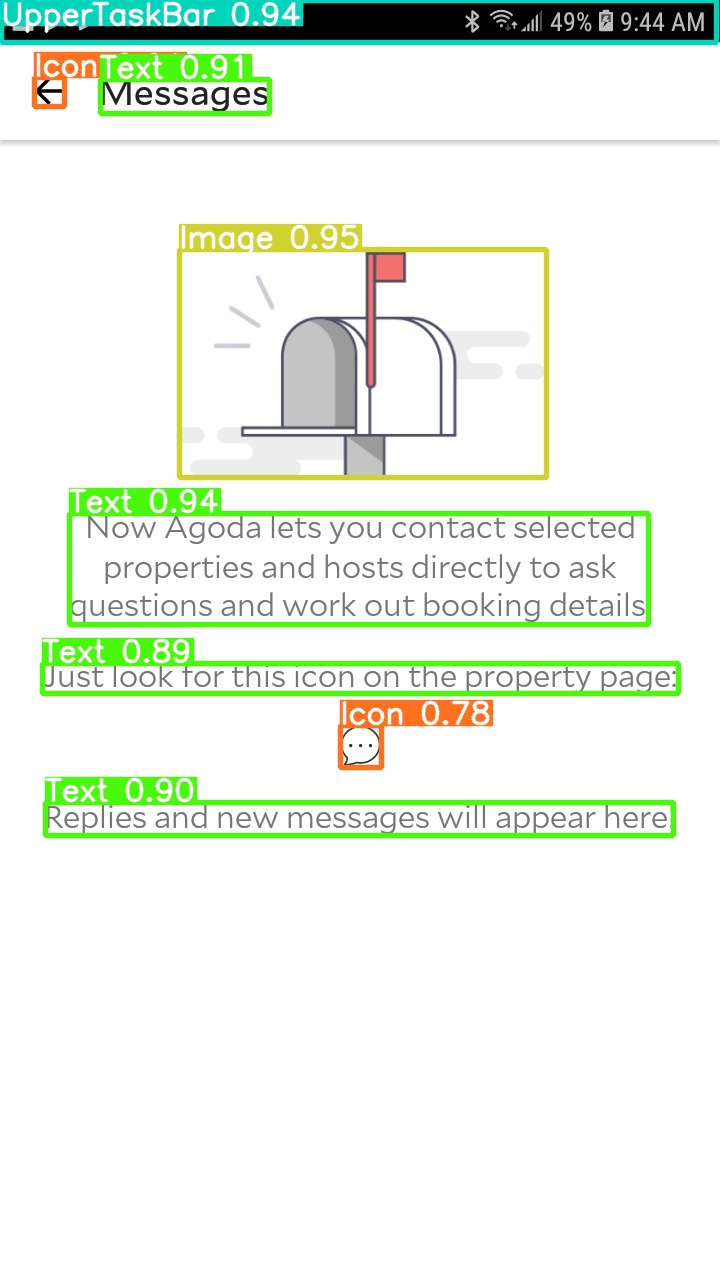 UpperTaskBar 0.94
49% 9:44 AM
Icon
Text 0.91
Messages
Image 0.95
Text 0.94
Now Agoda lets you contact selected
properties and hosts directly to ask
questions and work out booking details
Text 0.89
Just look for this icon on the property page:
Icon 0.78
Text 0.90
Replies and new messages will appear here.